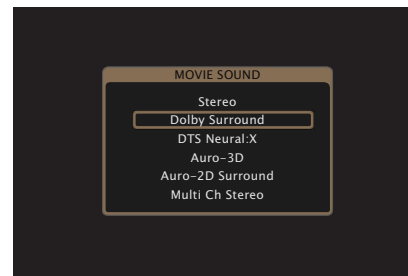 MOVIE SOUND
Stereo
Dolby Surround
DTS Neural:X
Auro-3D
Auro-2D Surround
Multi Ch Stereo